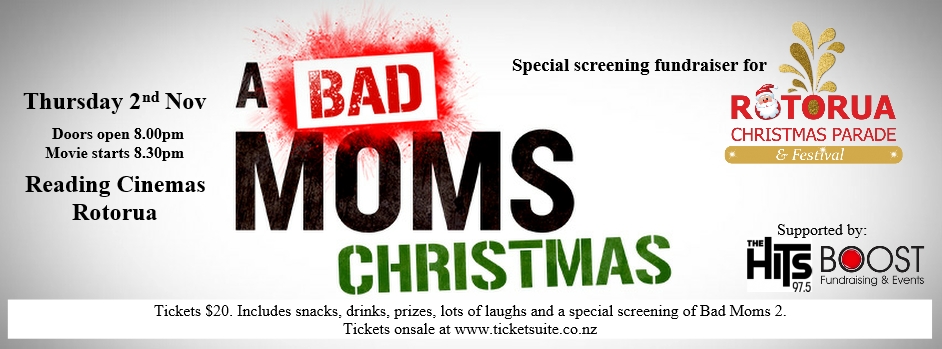 Thursday 2nd Nov
Doors open 8.00pm
Movie starts 8.30pm
Reading Cinemas
Rotorua
A BAD
MOMS
CHRISTMAS
Special screening fundraiser for
ROTORUA
CHRISTMAS PARADE
& Festival
Supported by:
THE HITS 97.5
BOOST
Fundraising & Events
Tickets $20. Includes snacks, drinks, prizes, lots of laughs and a special screening of Bad Moms 2.
Tickets onsale at www.ticketsuite.co.nz